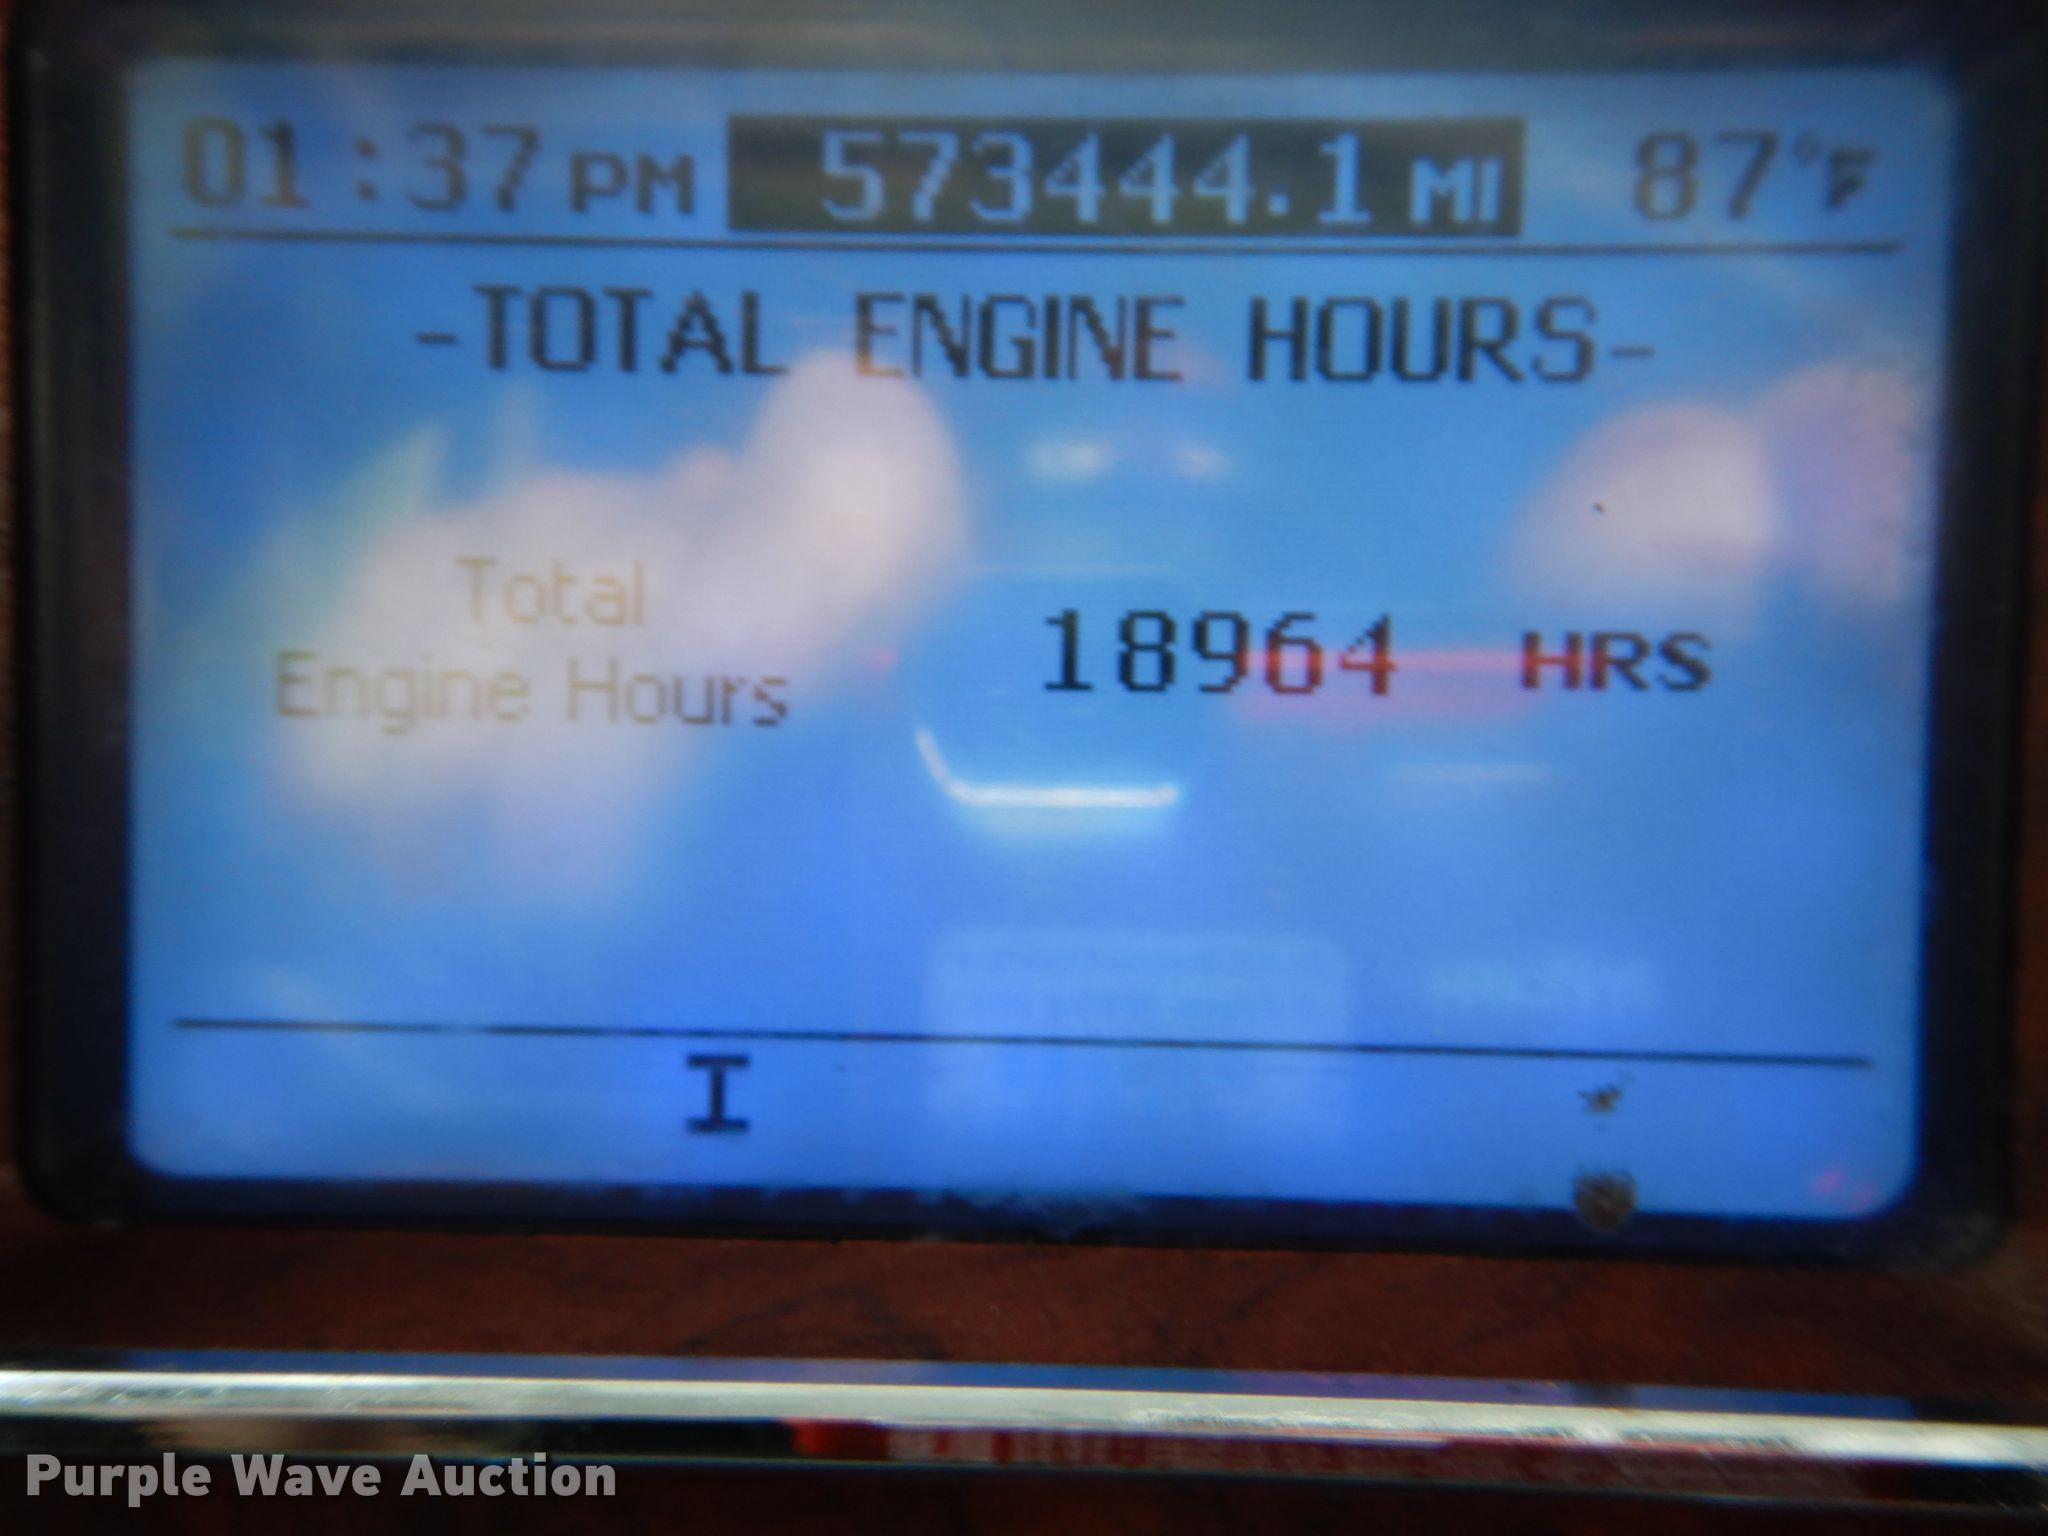 01:37 PM 573444.1 MI 87°F
-TOTAL ENGINE HOURS-
Total
Engine Hours
18964 HRS
I
Purple Wave Auction